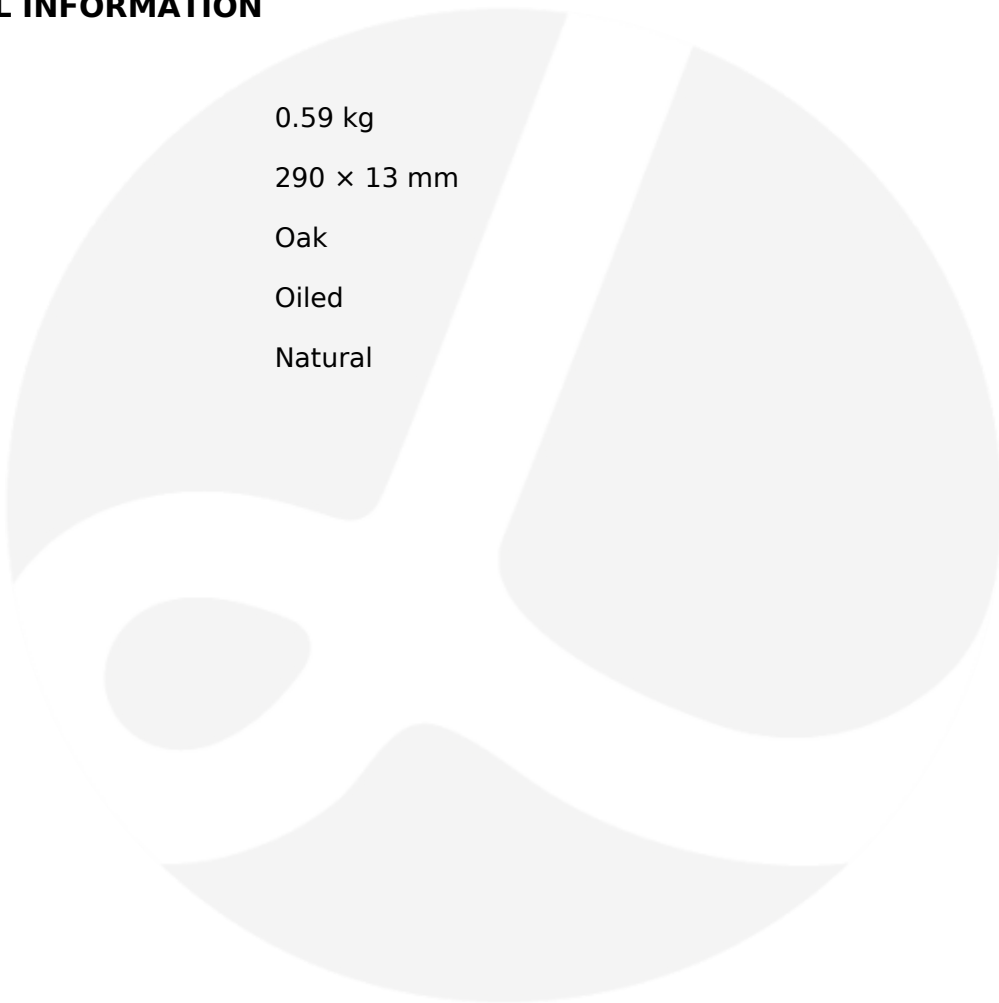 L INFORMATION
0.59 kg
290 × 13 mm
Oak
Oiled
Natural